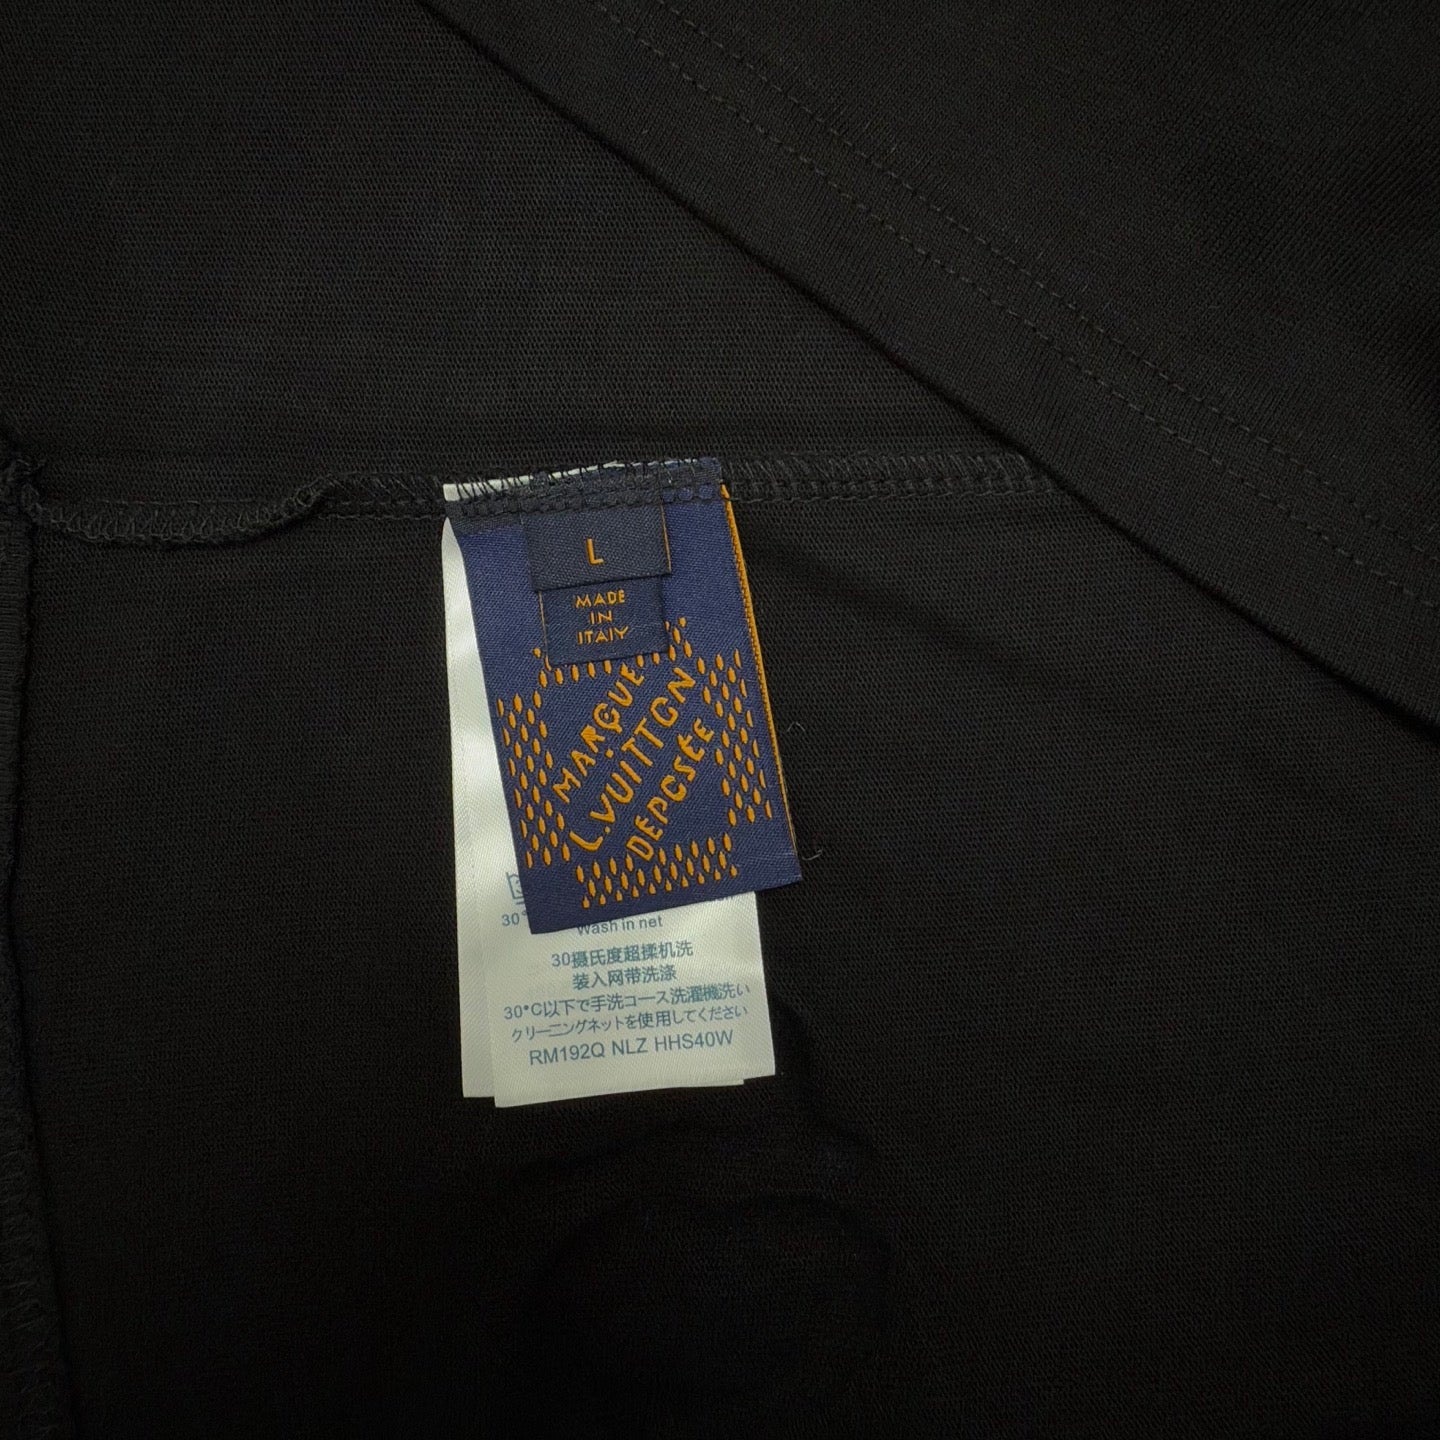 L
MADE
IN
ITAIY
MARQUE
L.VUITTON
DÉPOSÉE
30°
Wash in net
30摄氏度超揉机洗
装入网带洗涤
30°C以下で手洗コース洗濯機洗い
クリーニングネットを使用してください
RM192Q NLZ HHS40W